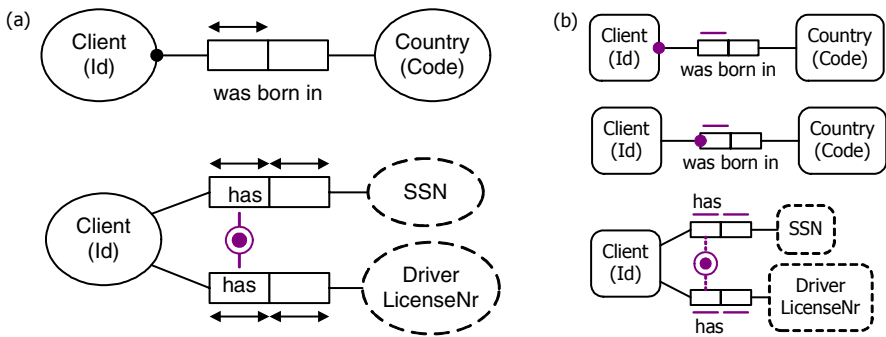 (a)
Client
(Id)
Country
(Code)
was born in
Client
(Id)
has
SSN
has
Driver
LicenseNr
(b)
Client
(Id)
Country
(Code)
was born in
Client
(Id)
Country
(Code)
was born in
has
Client
(Id)
SSN
Driver
LicenseNr
has